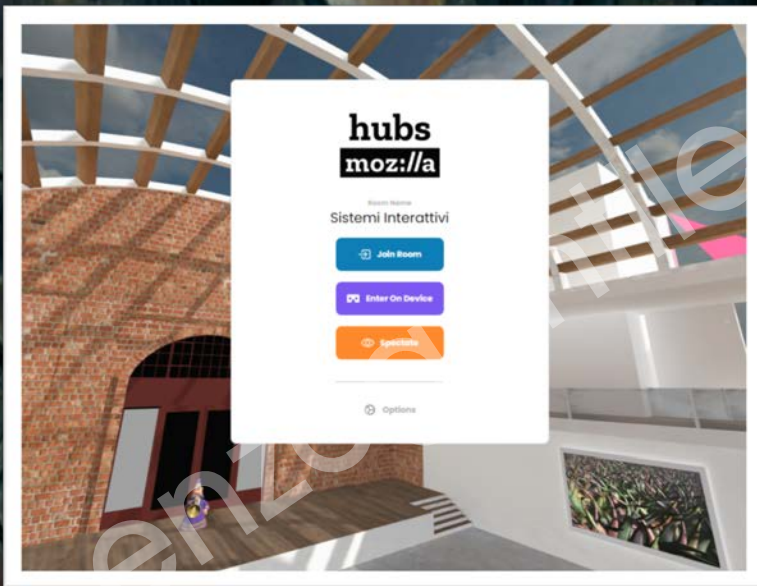 hubs
moz://a
Room Name
Sistemi Interattivi
Join Room
Enter On Device
Spectate
Options